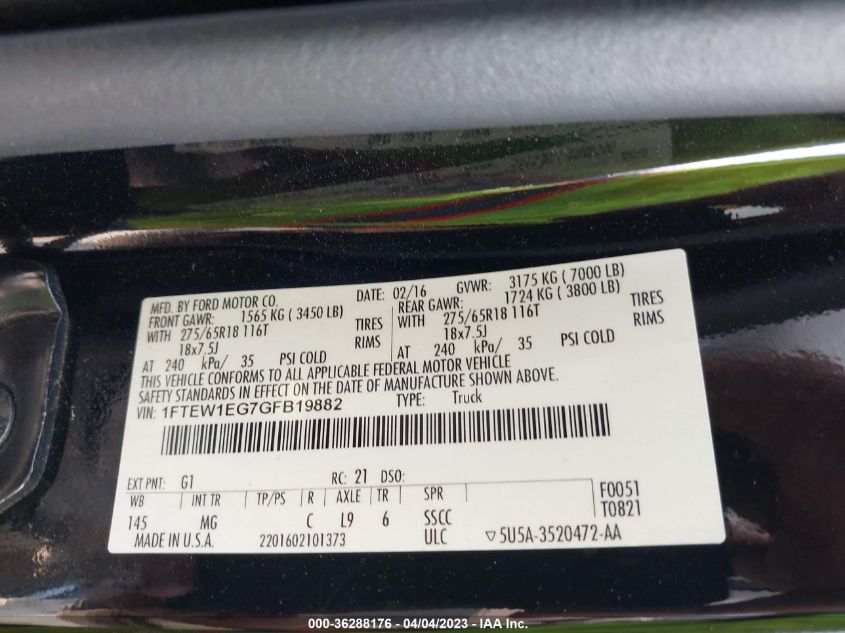 MFD. BY FORD MOTOR CO. DATE: 02/16 GVWR: 3175 KG ( 7000 LB)
FRONT GAWR: 1565 KG ( 3450 LB) REAR GAWR: 1724 KG ( 3800 LB)
WITH 275/65R18 116T TIRES WITH 275/65R18 116T TIRES
18x7.5J RIMS 18x7.5J RIMS
AT 240 kPa/ 35 PSI COLD AT 240 kPa/ 35 PSI COLD
THIS VEHICLE CONFORMS TO ALL APPLICABLE FEDERAL MOTOR VEHICLE
SAFETY STANDARDS IN EFFECT ON THE DATE OF MANUFACTURE SHOWN ABOVE.
VIN: 1FTEW1EG7GFB19882 TYPE: Truck
EXT PNT: G1 RC: 21 DSO: F0051
WB INT TR TP/PS R AXLE TR SPR T0821
145 MG C L9 6 SSCC
MADE IN U.S.A. 2201602101373 ULC ▽5U5A-3520472-AA
000-36288176 - 04/04/2023 - IAA Inc.